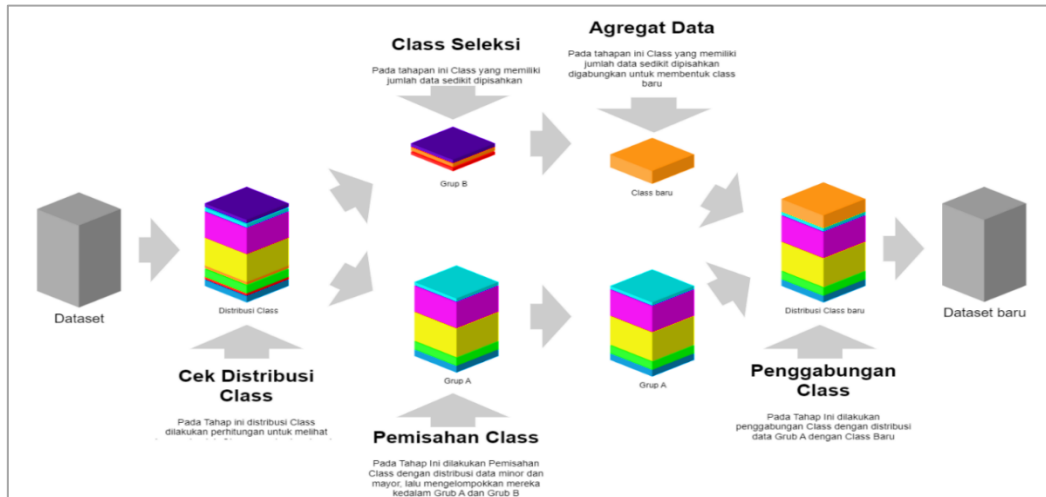 Class Seleksi
Pada tahapan ini Class yang memiliki
jumlah data sedikit dipisahkan
Agregat Data
Pada tahapan ini Class yang memiliki
jumlah data sedikit dipisahkan
digabungkan untuk membentuk class
baru
Grup B
Class baru
Dataset
Distribusi Class
Grup A
Grup A
Distribusi Class baru
Dataset baru
Cek Distribusi
Class
Pada Tahap ini distribusi Class
dilakukan perhitungan untuk melihat
Pemisahan Class
Pada Tahap Ini dilakukan Pemisahan
Class dengan distribusi data minor dan
mayor, lalu mengelompokkan mereka
kedalam Grub A dan Grub B
Penggabungan
Class
Pada Tahap Ini dilakukan
penggabungan Class dengan distribusi
data Grub A dengan Class Baru